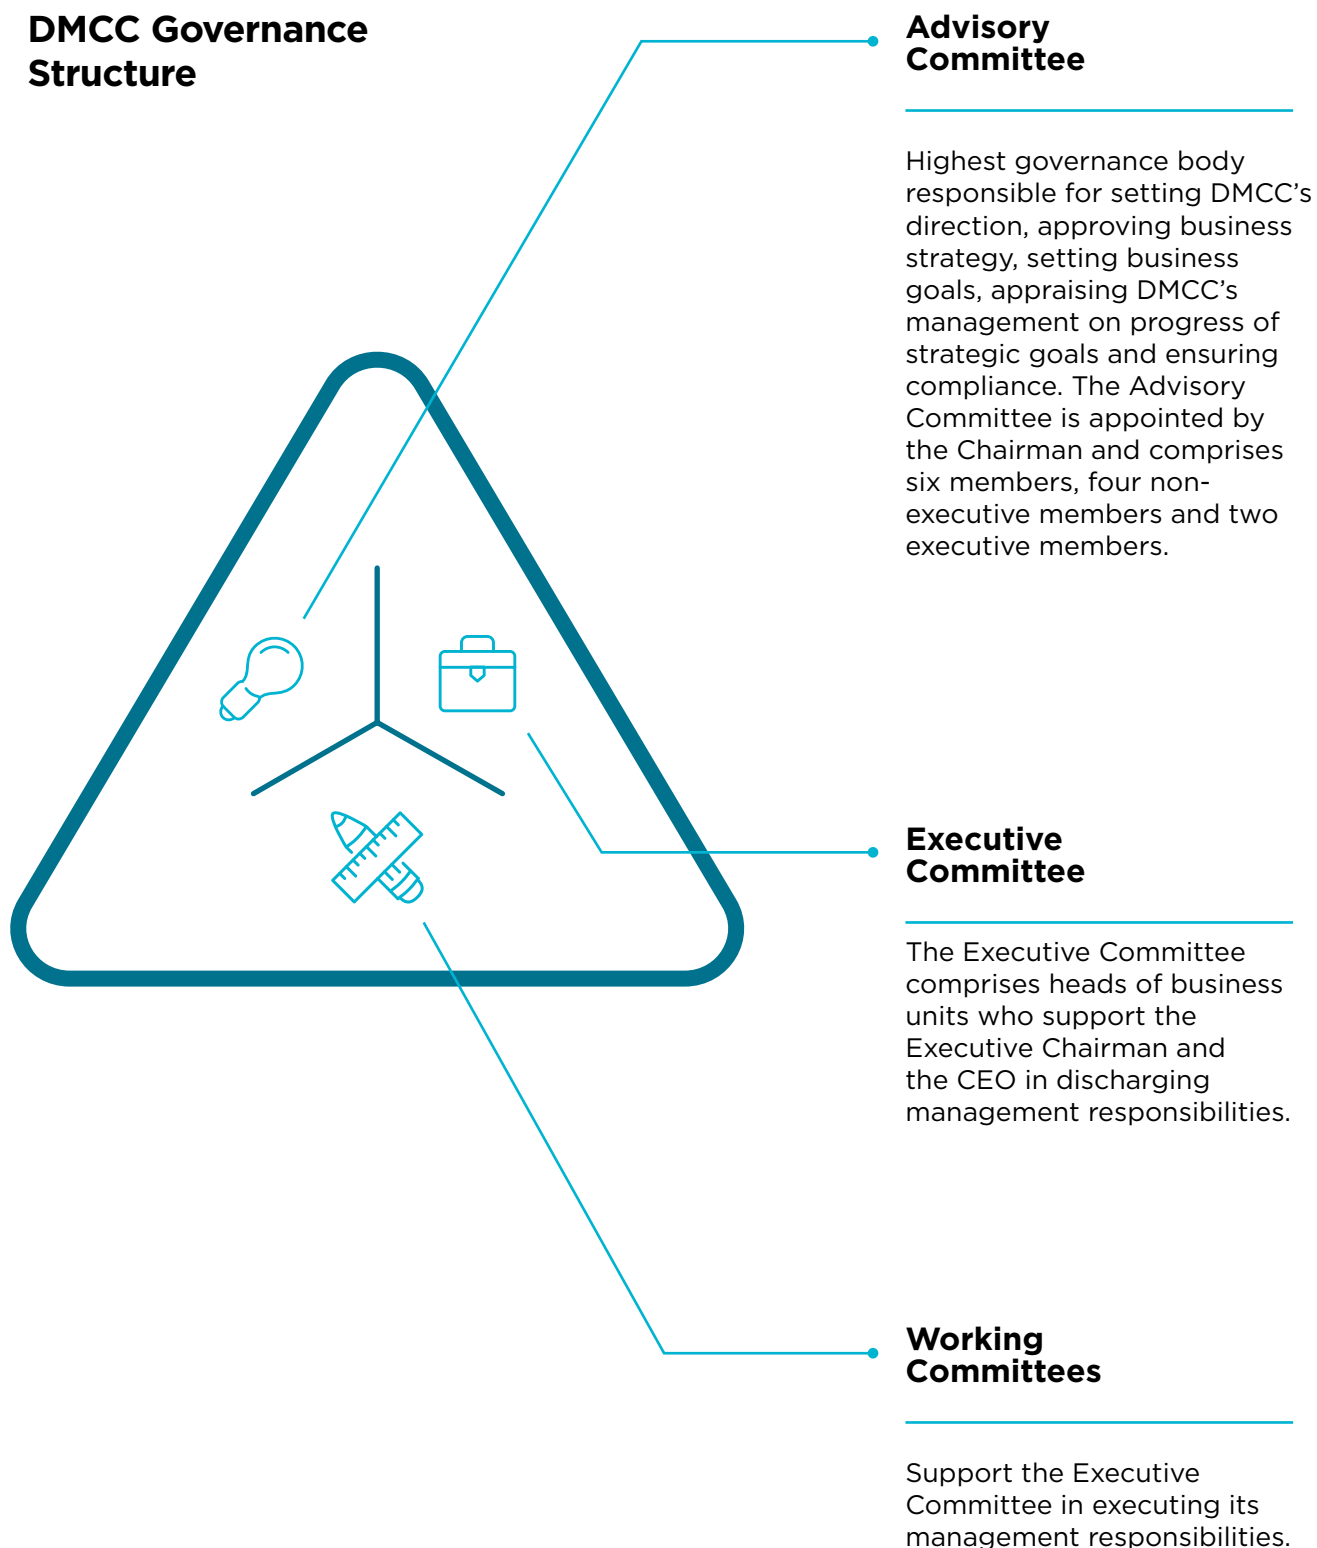 DMCC Governance
Structure
Advisory
Committee
Highest governance body
responsible for setting DMCC’s
direction, approving business
strategy, setting business
goals, appraising DMCC’s
management on progress of
strategic goals and ensuring
compliance. The Advisory
Committee is appointed by
the Chairman and comprises
six members, four non-
executive members and two
executive members.
Executive
Committee
The Executive Committee
comprises heads of business
units who support the
Executive Chairman and
the CEO in discharging
management responsibilities.
Working
Committees
Support the Executive
Committee in executing its
management responsibilities.